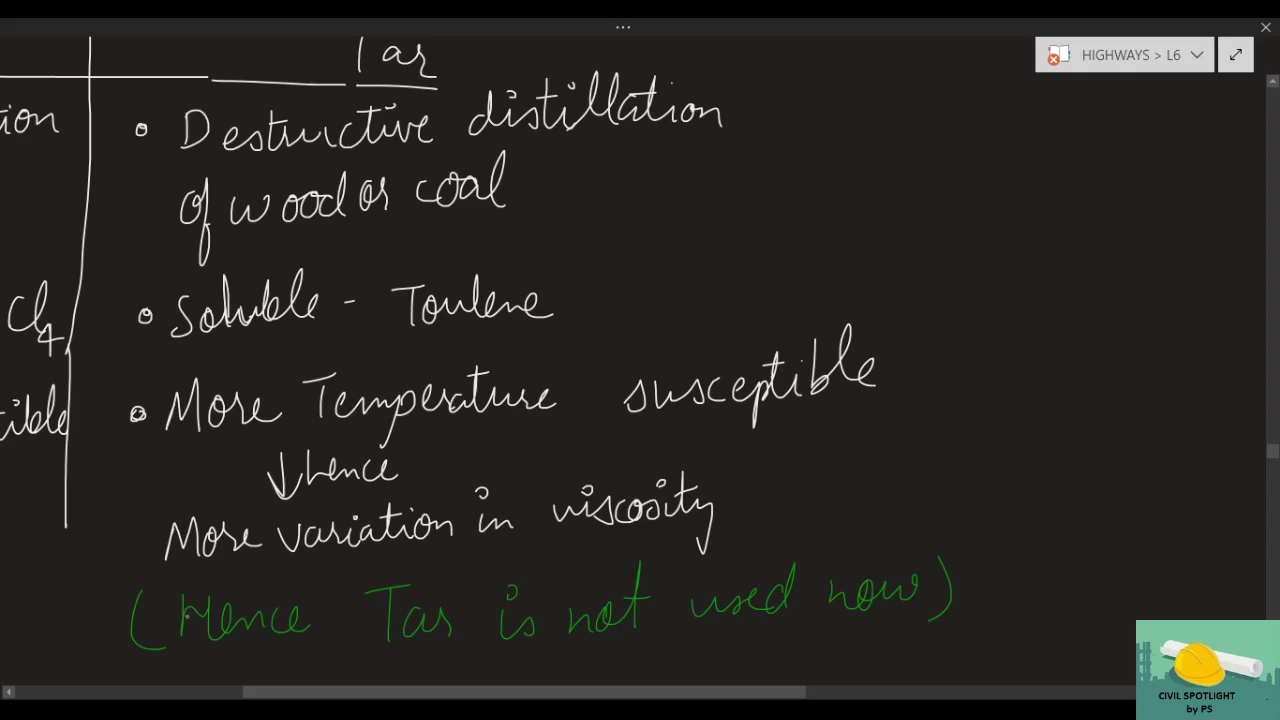 HIGHWAYS > L6
Tar
tion
• Destructive distillation
of wood or coal
Cl4
• Soluble - Toulene
tible
• More Temperature susceptible
↓ hence
More variation in viscosity
(Hence Tar is not used now)
CIVIL SPOTLIGHT
by PS